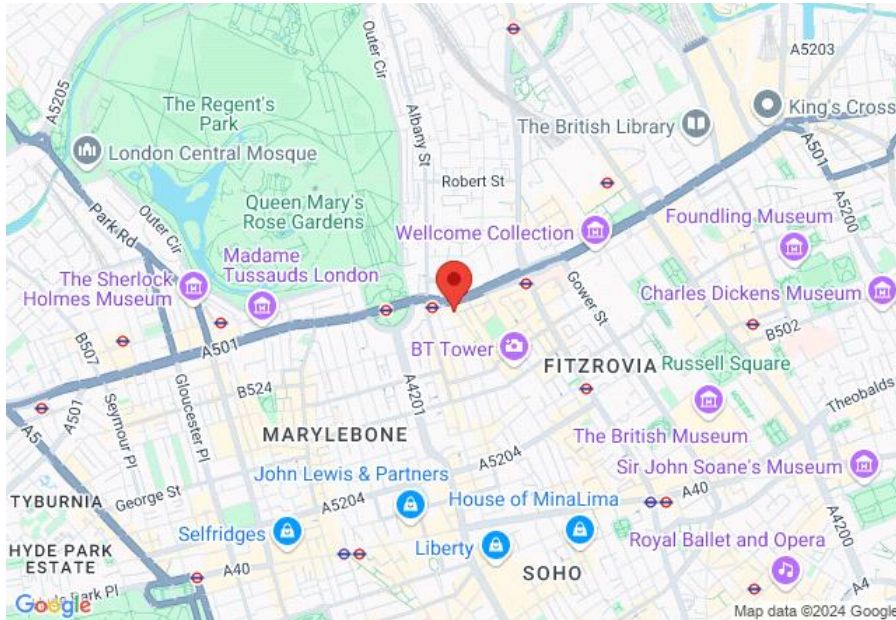 Outer Cir
A5203
A5205
The Regent's
Park
King's Cross
The British Library
London Central Mosque
Albany St
A501
Robert St
Queen Mary's
Rose Gardens
Outer Cir
Park Rd
Wellcome Collection
Foundling Museum
A5200
Madame
Tussauds London
The Sherlock
Holmes Museum
Gower St
Charles Dickens Museum
B507
A501
BT Tower
B502
FITZROVIA
Russell Square
B524
A4201
Theobalds
A501
Seymour Pl
Gloucester Pl
A5
MARYLEBONE
The British Museum
A5204
Sir John Soane's Museum
John Lewis & Partners
TYBURNIA
George St
A5204
House of MinaLima
A40
Selfridges
Liberty
Royal Ballet and Opera
A4200
HYDE PARK
ESTATE
A40
SOHO
A4
Park Pl
Google
Map data ©2024 Google